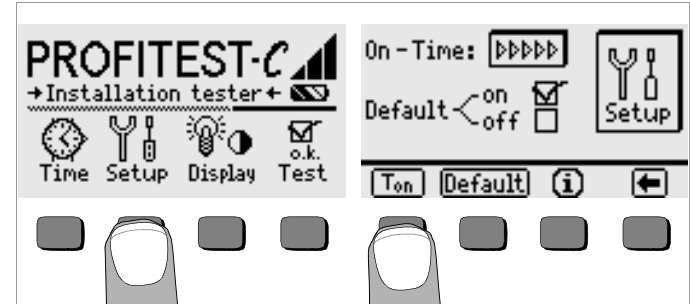 PROFITEST-C
→Installation tester←
o.k.
Time Setup Display Test
On-Time: ▷▷▷▷▷
Default on
off
Setup
Ton Default i ←